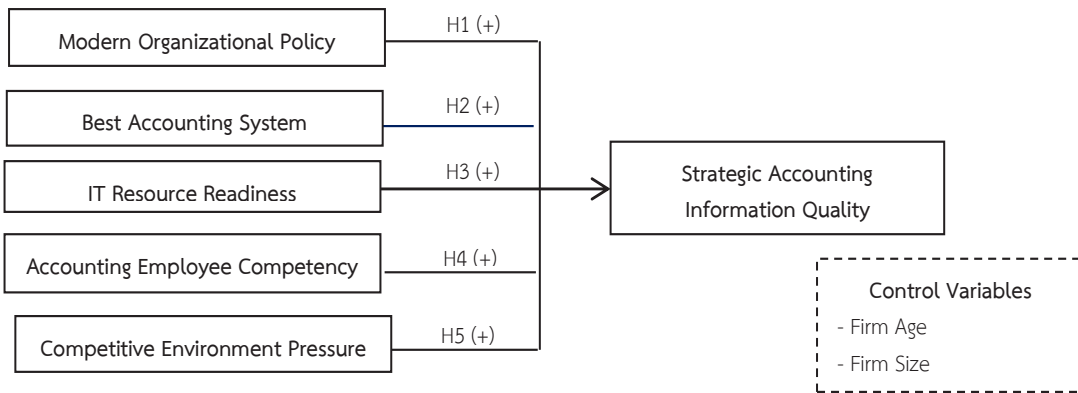 Modern Organizational Policy
H1 (+)
Best Accounting System
H2 (+)
IT Resource Readiness
H3 (+)
Accounting Employee Competency
H4 (+)
Competitive Environment Pressure
H5 (+)
Strategic Accounting
Information Quality
Control Variables
- Firm Age
- Firm Size